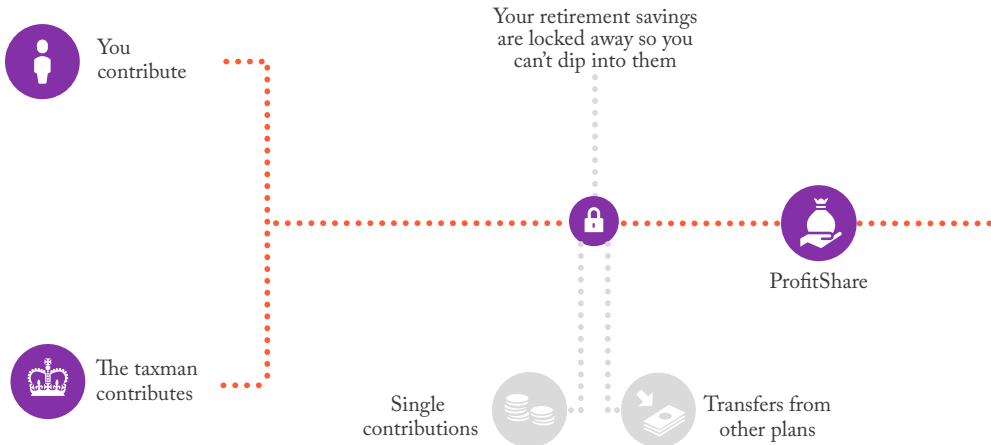 Your retirement savings
are locked away so you
can't dip into them
You
contribute
ProfitShare
The taxman
contributes
Single
contributions
Transfers from
other plans